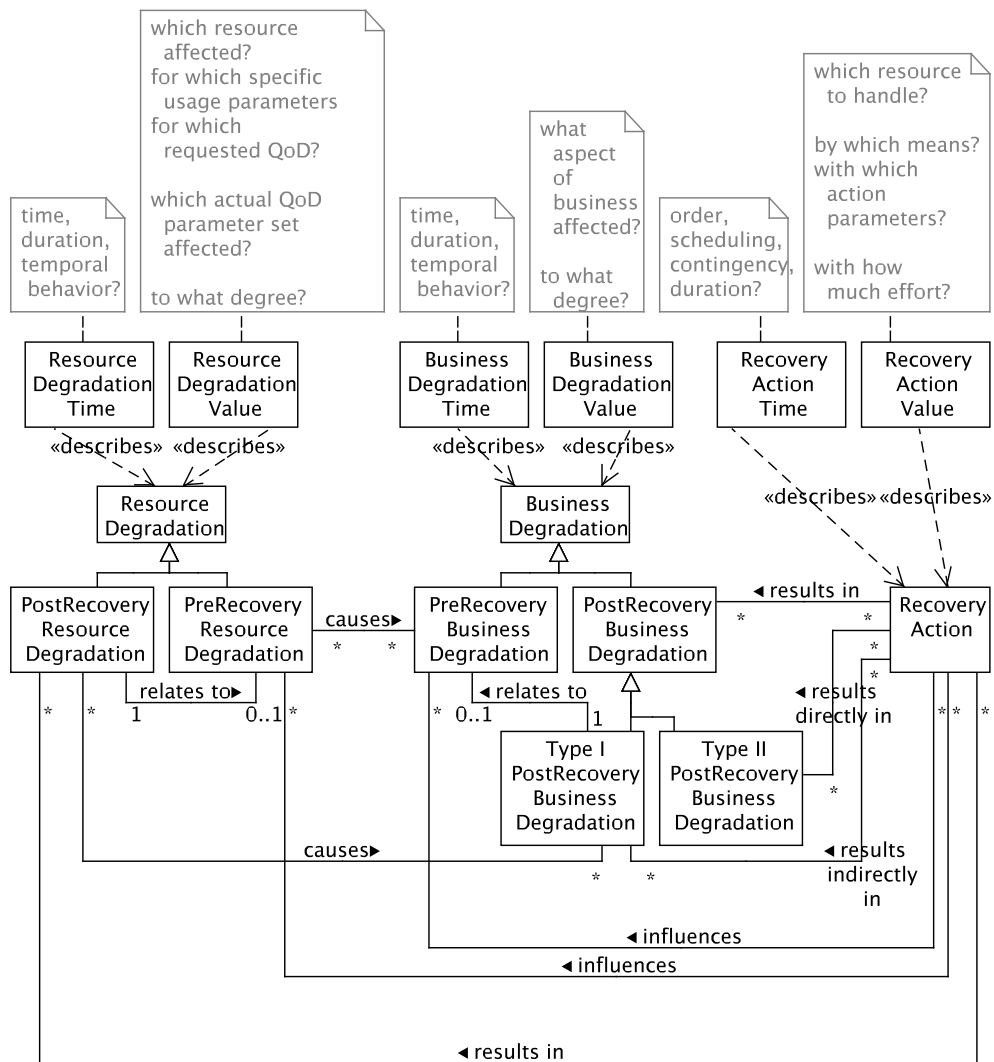 which resource
affected?
for which specific
usage parameters
for which
requested QoD?
which actual QoD
parameter set
affected?
to what degree?
which resource
to handle?
by which means?
with which
action
parameters?
with how
much effort?
what
aspect
of
business
affected?
to what
degree?
time,
duration,
temporal
behavior?
time,
duration,
temporal
behavior?
order,
scheduling,
contingency,
duration?
Resource
Degradation
Time
Resource
Degradation
Value
Business
Degradation
Time
Business
Degradation
Value
Recovery
Action
Time
Recovery
Action
Value
«describes»
«describes»
«describes»
«describes»
«describes»
«describes»
Resource
Degradation
Business
Degradation
PostRecovery
Resource
Degradation
PreRecovery
Resource
Degradation
causes►
*
*
PreRecovery
Business
Degradation
PostRecovery
Business
Degradation
◄ results in
*
*
Recovery
Action
*
*
relates to►
1
0..1
◄ relates to
0..1
1
◄ results
directly in
*
*
*
*
*
*
*
*
Type I
PostRecovery
Business
Degradation
Type II
PostRecovery
Business
Degradation
causes►
*
*
◄ results
indirectly
in
◄ influences
◄ influences
◄ results in